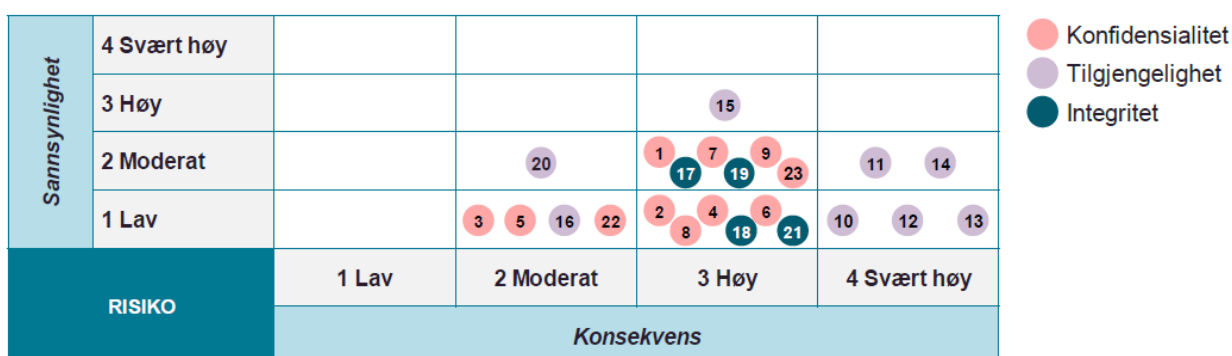 Sannsynlighet
4 Svært høy
3 Høy
15
2 Moderat
20
1 7 9
17 19 23
11 14
1 Lav
3 5 16 22
2 4 6
8 18 21
10 12 13
RISIKO
1 Lav
2 Moderat
3 Høy
4 Svært høy
Konsekvens
Konfidensialitet
Tilgjengelighet
Integritet